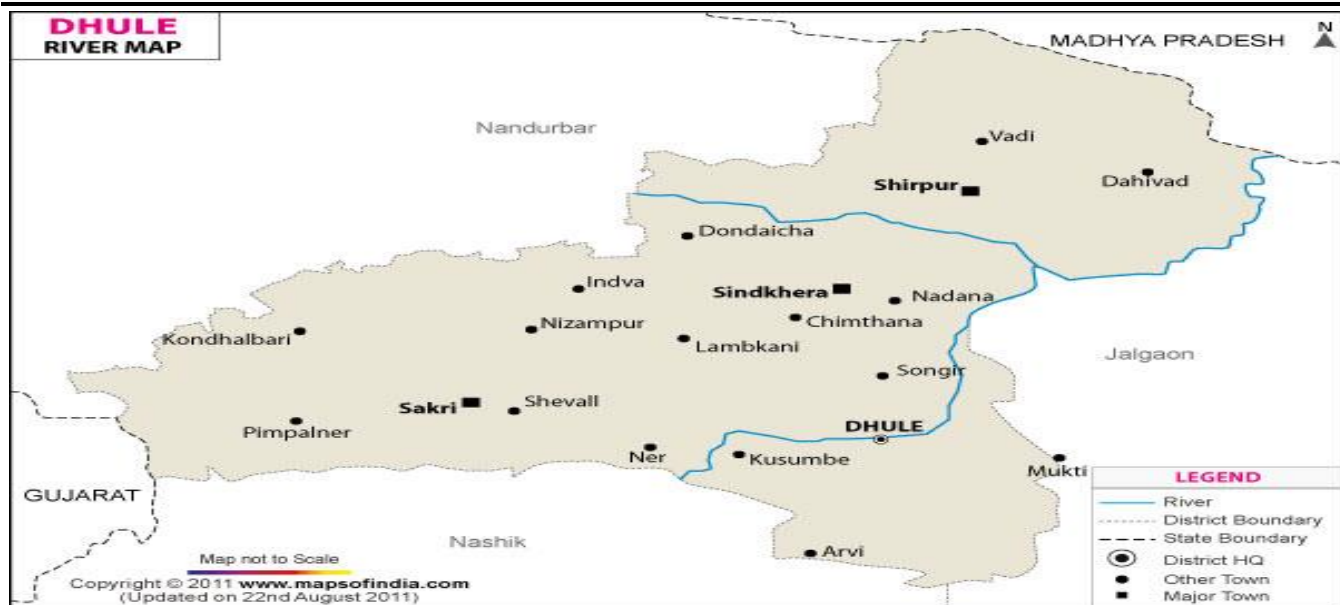 DHULE
RIVER MAP
N
MADHYA PRADESH
Nandurbar
Vadi
Shirpur
Dahivad
Dondaicha
Indva
Sindkhera
Nadana
Kondhalbari
Nizampur
Chimthana
Lambkani
Jalgaon
Songir
Sakri
Shevall
Pimpalner
DHULE
Ner
Kusumbe
Mukti
GUJARAT
Nashik
Arvi
LEGEND
River
District Boundary
State Boundary
District HQ
Other Town
Major Town
Map not to Scale
Copyright © 2011 www.mapsofindia.com
(Updated on 22nd August 2011)